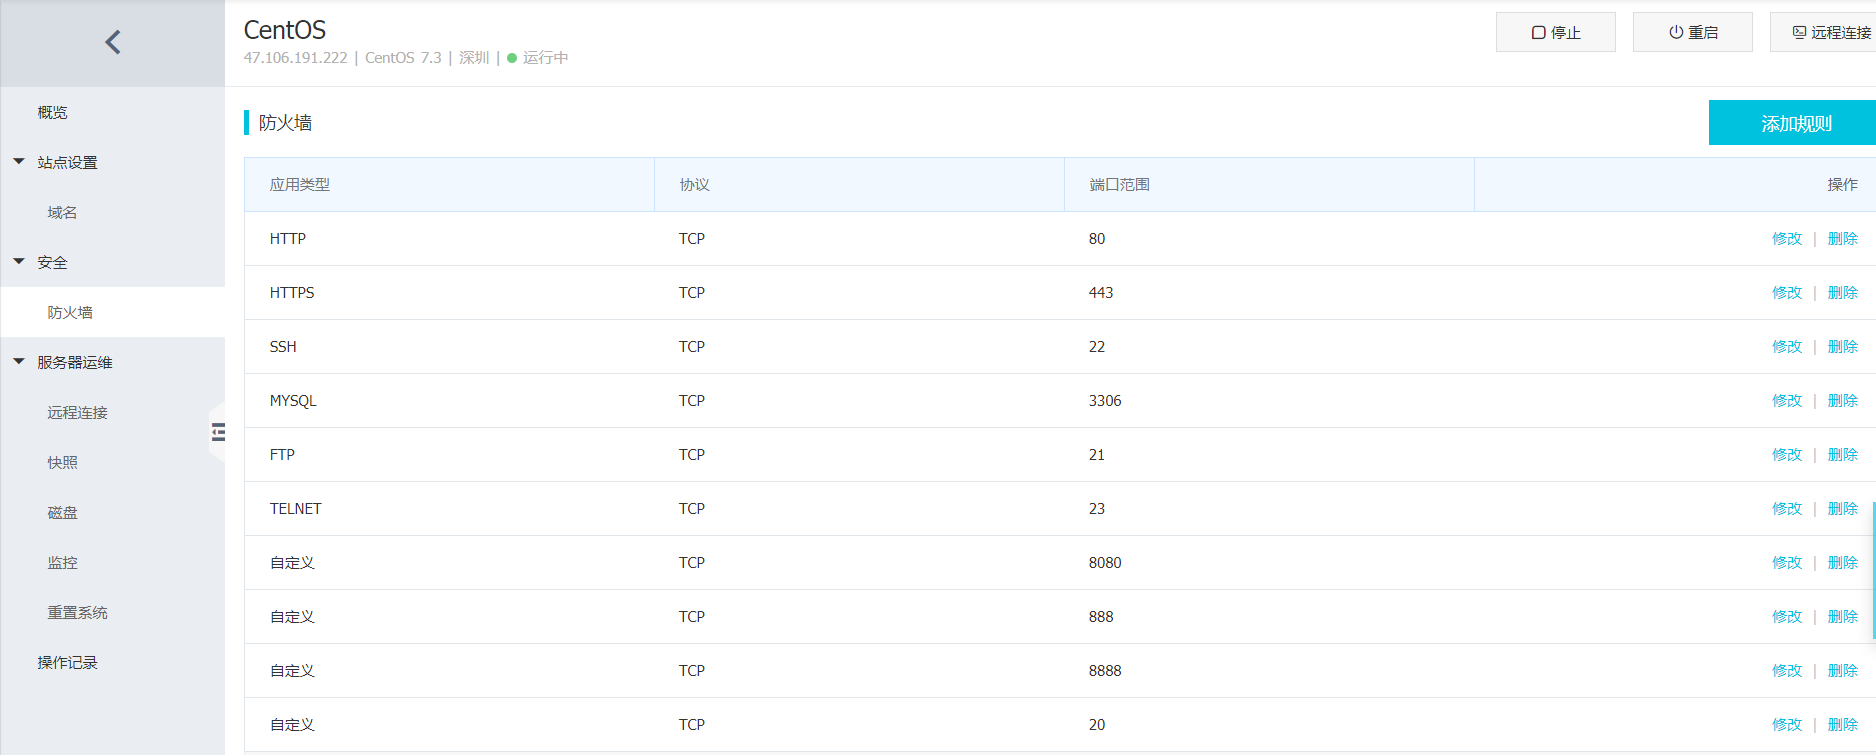 CentOS
47.106.191.222 | CentOS 7.3 | 深圳 | 运行中
停止
重启
远程连接
概览
站点设置
域名
安全
防火墙
服务器运维
远程连接
快照
磁盘
监控
重置系统
操作记录
防火墙
添加规则
应用类型 协议 端口范围 操作
HTTP TCP 80 修改 | 删除
HTTPS TCP 443 修改 | 删除
SSH TCP 22 修改 | 删除
MYSQL TCP 3306 修改 | 删除
FTP TCP 21 修改 | 删除
TELNET TCP 23 修改 | 删除
自定义 TCP 8080 修改 | 删除
自定义 TCP 888 修改 | 删除
自定义 TCP 8888 修改 | 删除
自定义 TCP 20 修改 | 删除